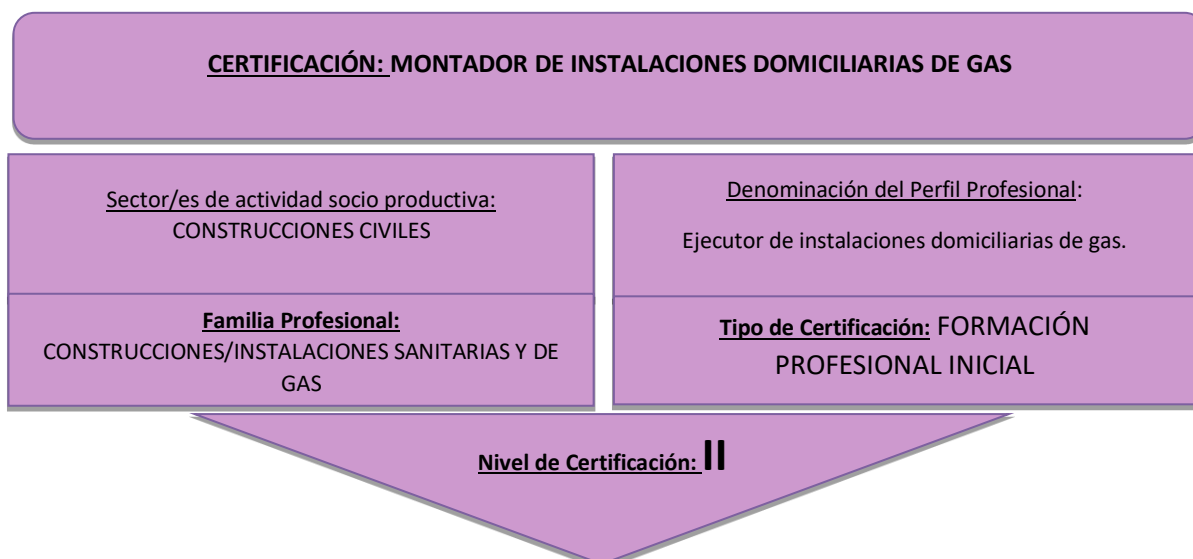 CERTIFICACIÓN: MONTADOR DE INSTALACIONES DOMICILIARIAS DE GAS
Sector/es de actividad socio productiva:
CONSTRUCCIONES CIVILES
Denominación del Perfil Profesional:
Ejecutor de instalaciones domiciliarias de gas.
Familia Profesional:
CONSTRUCCIONES/INSTALACIONES SANITARIAS Y DE
GAS
Tipo de Certificación: FORMACIÓN
PROFESIONAL INICIAL
Nivel de Certificación: II